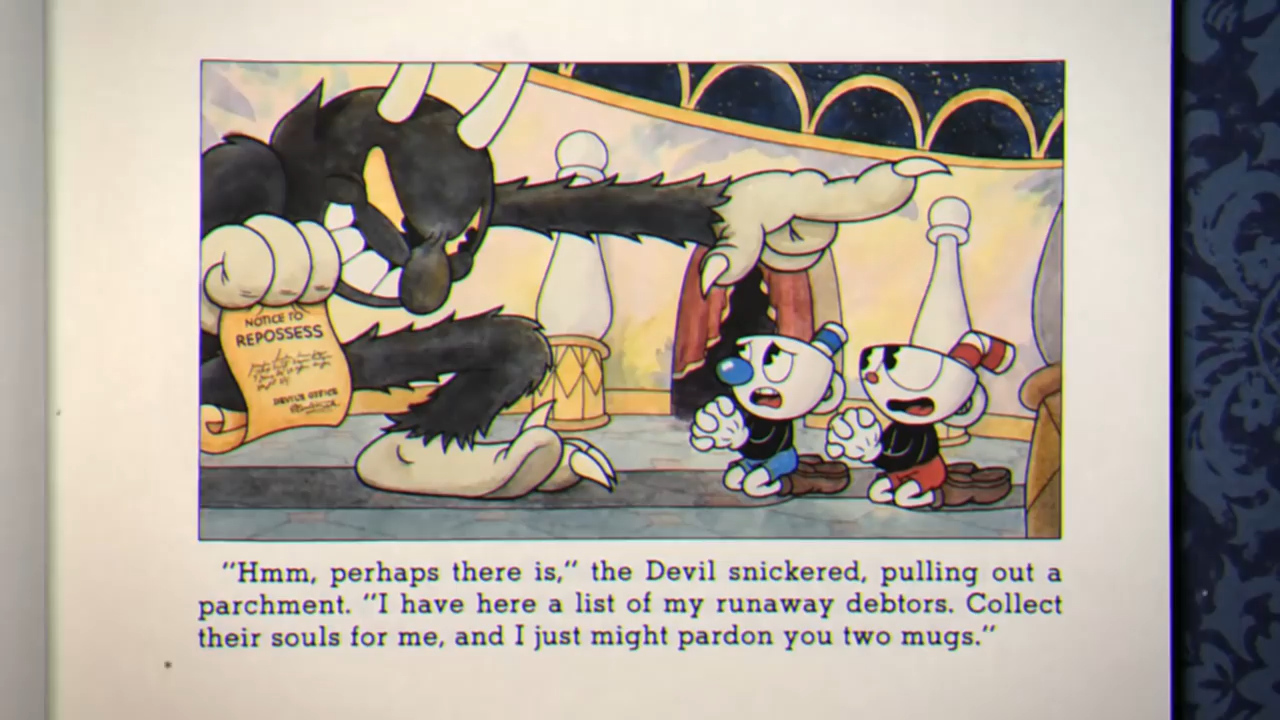 NOTICE TO
REPOSSESS
DEVIL'S OFFICE
"Hmm, perhaps there is," the Devil snickered, pulling out a
parchment. "I have here a list of my runaway debtors. Collect
their souls for me, and I just might pardon you two mugs."